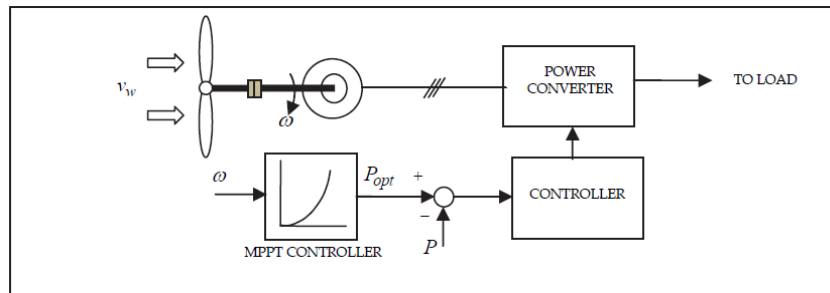 v_w
ω
POWER
CONVERTER
TO LOAD
ω
P_opt
+
−
P
MPPT CONTROLLER
CONTROLLER